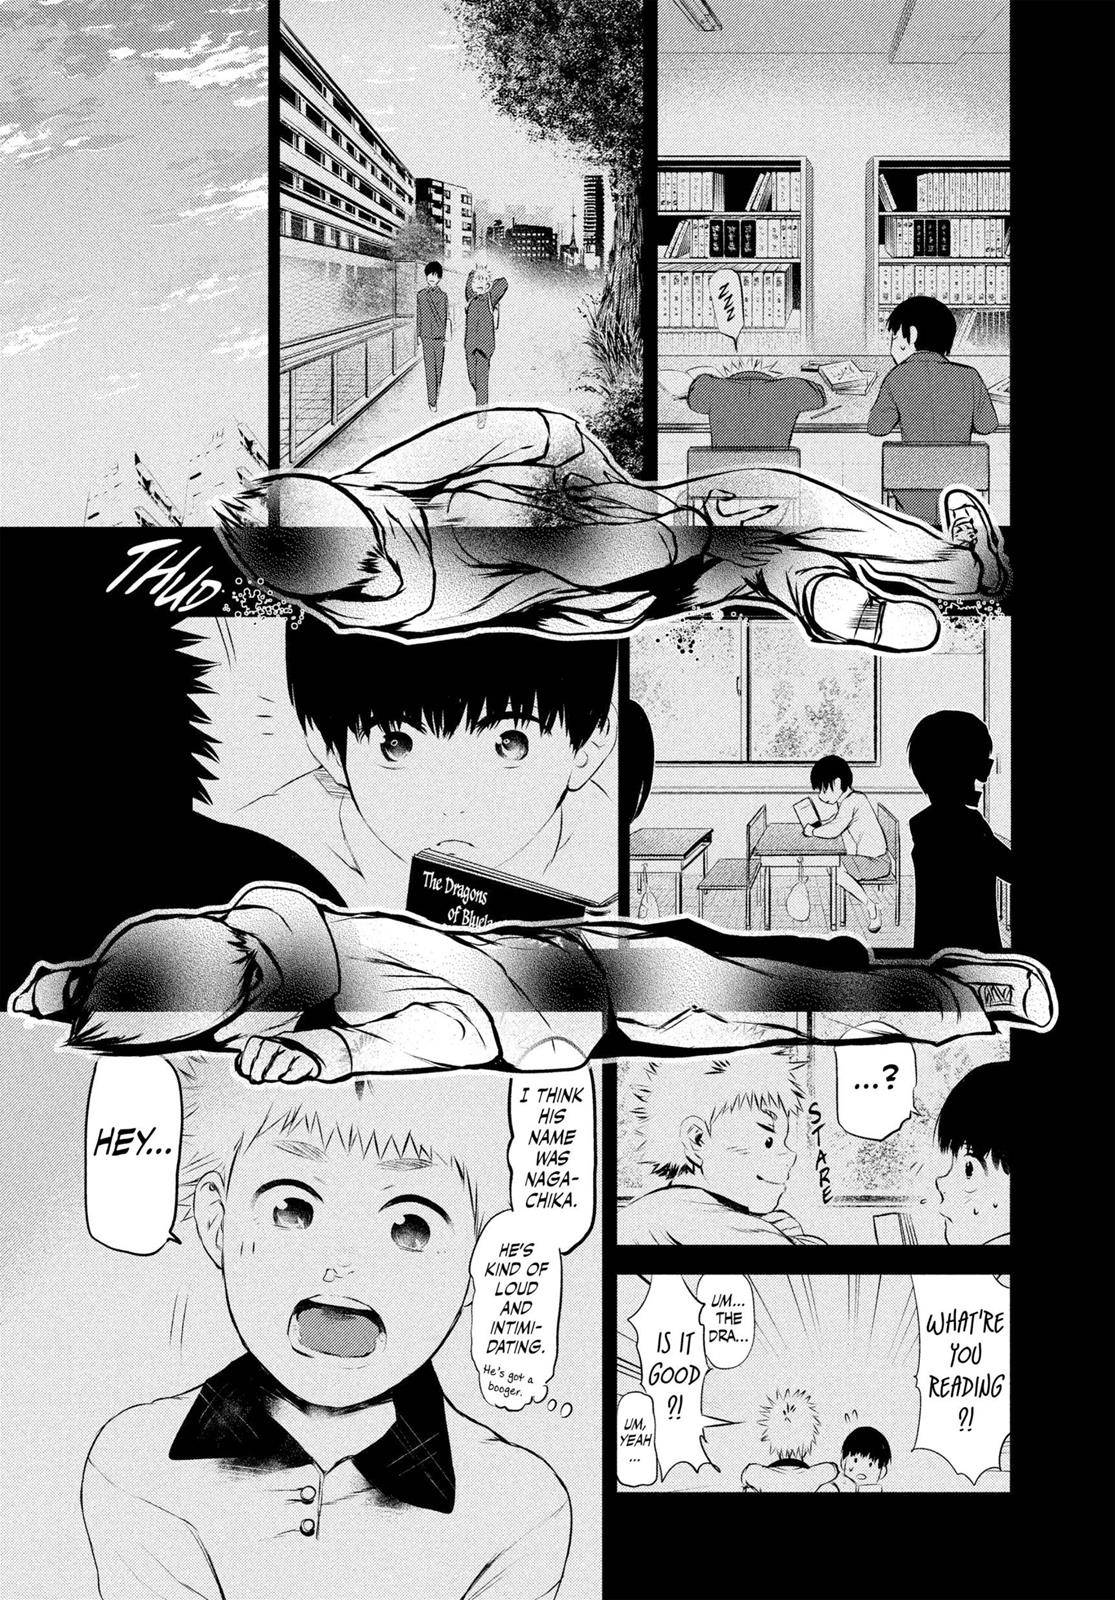 ZZZ
THUD
The Dragons
of Bluela
...?
STARE
WHAT'RE
YOU
READING
?!
UM...
THE
DRA...
IS IT
GOOD
?!
UM,
YEAH
...
I THINK
HIS
NAME
WAS
NAGA-
CHIKA.
HE'S
KIND OF
LOUD
AND
INTIMI-
DATING.
He's got a
booger.
HEY...